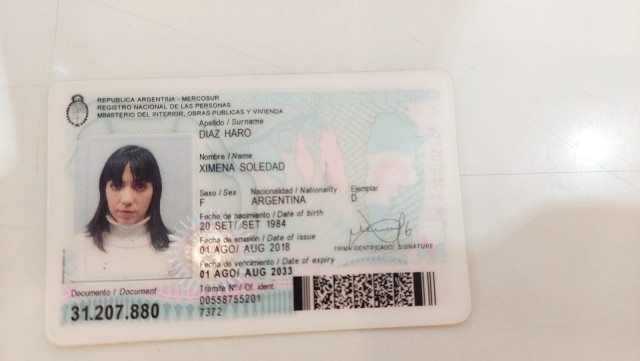 REPUBLICA ARGENTINA - MERCOSUR
REGISTRO NACIONAL DE LAS PERSONAS
MINISTERIO DEL INTERIOR, OBRAS PUBLICAS Y VIVIENDA
Apellido / Surname
DIAZ HARO
Nombre / Name
XIMENA SOLEDAD
Sexo / Sex Nacionalidad / Nationality Ejemplar
F ARGENTINA D
Fecha de nacimiento / Date of birth
20 SET/ SET 1984
Fecha de emisión / Date of issue
01 AGO/ AUG 2018
FIRMA IDENTIFICADO/ SIGNATURE
Fecha de vencimiento / Date of expiry
01 AGO/ AUG 2033
Documento / Document
31.207.880
Trámite Nº / Of. ident.
00558755201
7372